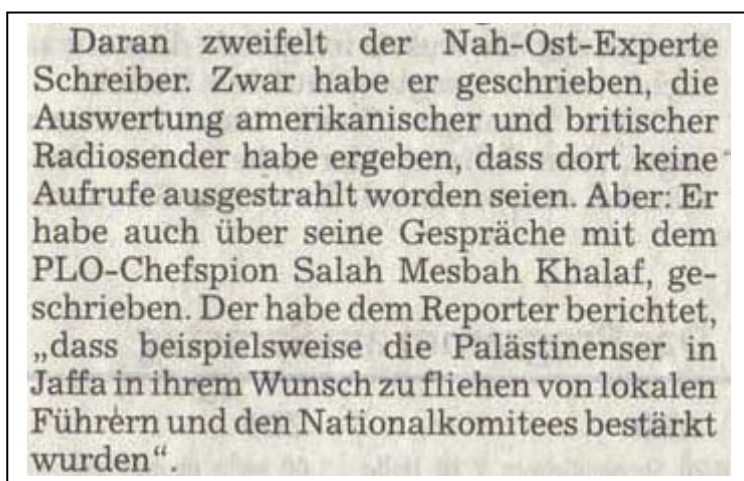 Daran zweifelt der Nah-Ost-Experte
Schreiber. Zwar habe er geschrieben, die
Auswertung amerikanischer und britischer
Radiosender habe ergeben, dass dort keine
Aufrufe ausgestrahlt worden seien. Aber: Er
habe auch über seine Gespräche mit dem
PLO-Chefspion Salah Mesbah Khalaf, ge-
schrieben. Der habe dem Reporter berichtet,
„dass beispielsweise die Palästinenser in
Jaffa in ihrem Wunsch zu fliehen von lokalen
Führern und den Nationalkomitees bestärkt
wurden“.